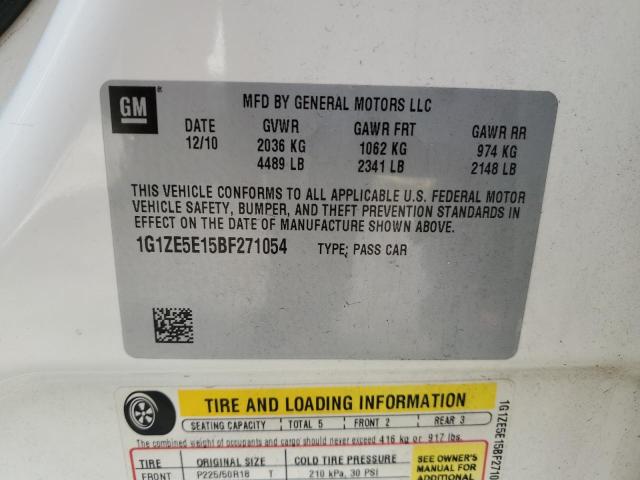 GM
MFD BY GENERAL MOTORS LLC
DATE GVWR GAWR FRT GAWR RR
12/10 2036 KG 1062 KG 974 KG
4489 LB 2341 LB 2148 LB
THIS VEHICLE CONFORMS TO ALL APPLICABLE U.S. FEDERAL MOTOR
VEHICLE SAFETY, BUMPER, AND THEFT PREVENTION STANDARDS IN
EFFECT ON THE DATE OF MANUFACTURE SHOWN ABOVE.
1G1ZE5E15BF271054 TYPE: PASS CAR
TIRE AND LOADING INFORMATION
SEATING CAPACITY TOTAL 5 FRONT 2 REAR 3
The combined weight of occupants and cargo should never exceed 416 kg or 917 lbs.
TIRE ORIGINAL SIZE COLD TIRE PRESSURE
FRONT P225/50R18 T 210 kPa, 30 PSI
SEE OWNER'S
MANUAL FOR
ADDITIONAL
1G1ZE5E15BF2710